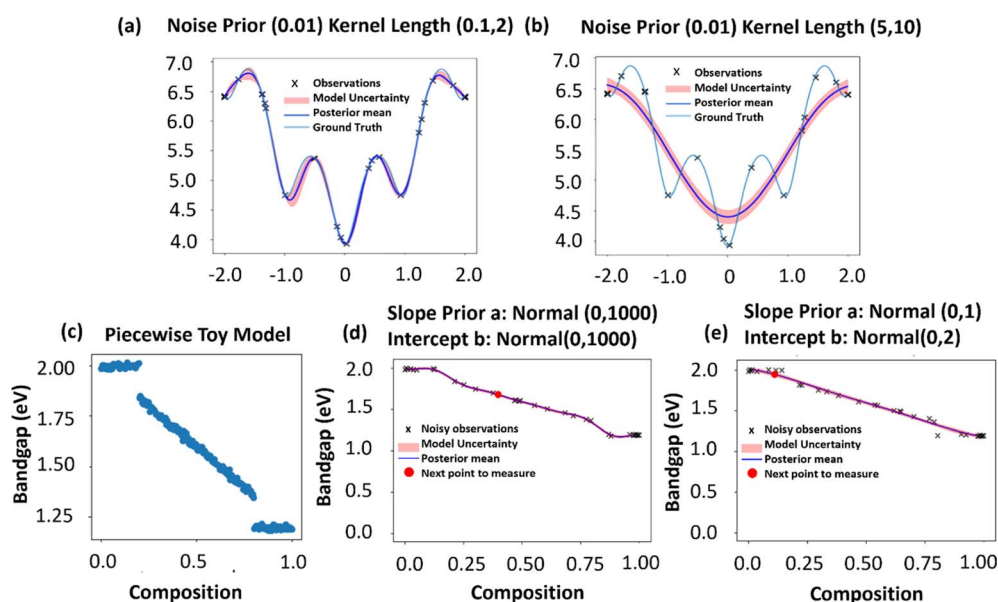 (a) Noise Prior (0.01) Kernel Length (0.1,2)
7.0
6.5
6.0
5.5
5.0
4.5
4.0
Observations
Model Uncertainty
Posterior mean
Ground Truth
-2.0 -1.0 0 1.0 2.0
(b) Noise Prior (0.01) Kernel Length (5,10)
7.0
6.5
6.0
5.5
5.0
4.5
4.0
Observations
Model Uncertainty
Posterior mean
Ground Truth
-2.0 -1.0 0 1.0 2.0
(c) Piecewise Toy Model
Bandgap (eV)
2.00
1.75
1.50
1.25
0.0 0.5 1.0
Composition
Slope Prior a: Normal (0,1000)
(d) Intercept b: Normal(0,1000)
Bandgap (eV)
2.0
1.5
1.0
0.5
0.0
Noisy observations
Model Uncertainty
Posterior mean
Next point to measure
0.00 0.25 0.50 0.75 1.00
Composition
Slope Prior a: Normal (0,1)
(e) Intercept b: Normal(0,2)
Bandgap (eV)
2.0
1.5
1.0
0.5
0.0
Noisy observations
Model Uncertainty
Posterior mean
Next point to measure
0.00 0.25 0.50 0.75 1.00
Composition